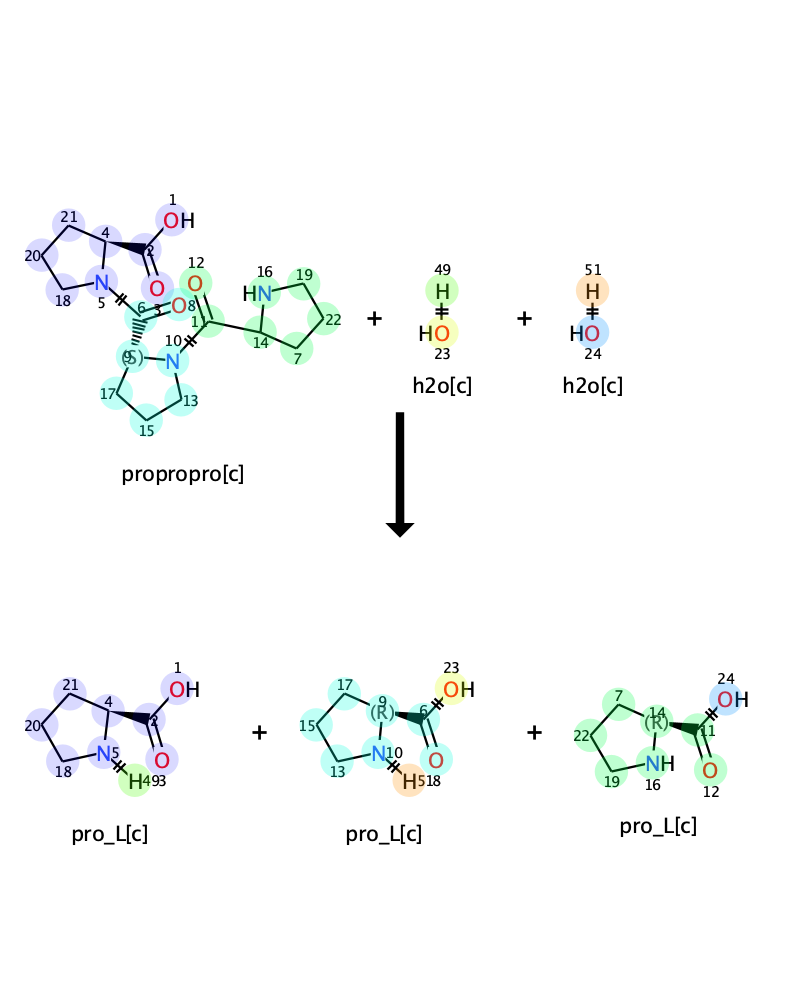 1
OH
21
4
2
20
N
O
18
5
6
3
O
8
12
O
11
16
HN
19
22
14
7
10
N
9
(S)
17
13
15
propropro[c]
+
49
H
HO
23
h2o[c]
+
51
H
HO
24
h2o[c]
1
OH
21
4
2
20
N
5
O
18
H
49
3
pro_L[c]
+
23
OH
17
9
(R)
6
15
N
10
O
13
H
51
8
pro_L[c]
+
24
OH
7
14
(R)
11
22
NH
O
19
16
12
pro_L[c]